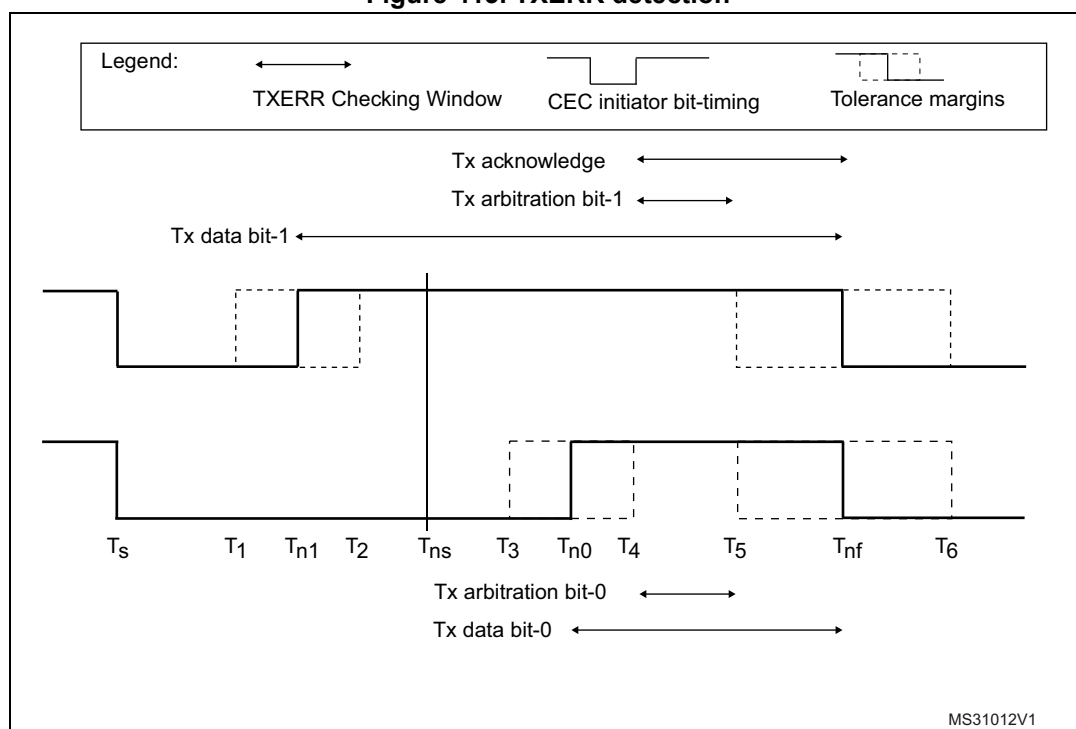 Legend:
TXERR Checking Window
CEC initiator bit-timing
Tolerance margins
Tx acknowledge
Tx arbitration bit-1
Tx data bit-1
Ts T1 Tn1 T2 Tns T3 Tn0 T4 T5 Tnf T6
Tx arbitration bit-0
Tx data bit-0
MS31012V1